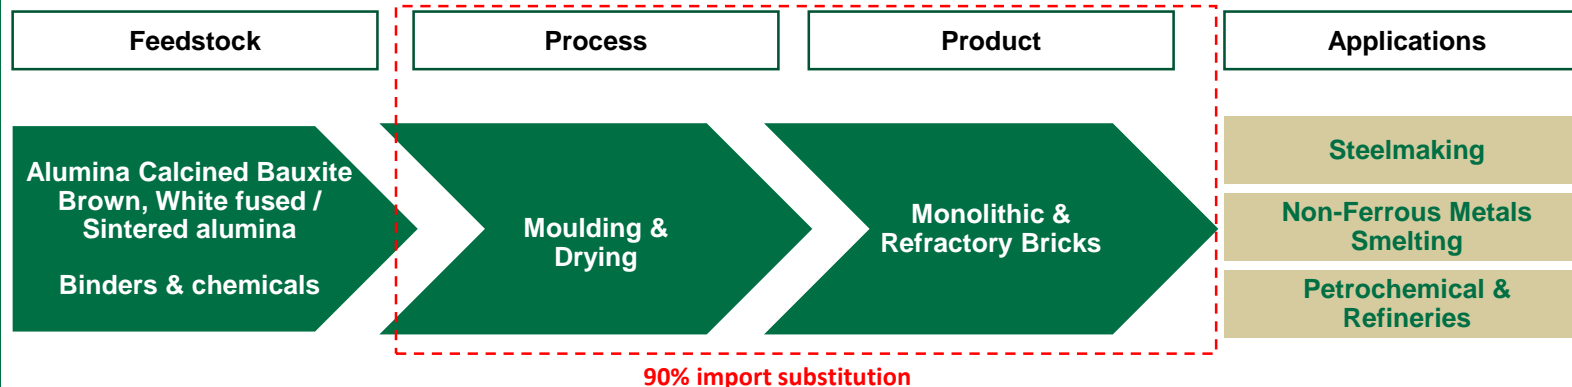 Feedstock
Process
Product
Applications
Alumina Calcined Bauxite
Brown, White fused /
Sintered alumina
Binders & chemicals
Moulding &
Drying
Monolithic &
Refractory Bricks
Steelmaking
Non-Ferrous Metals
Smelting
Petrochemical &
Refineries
90% import substitution